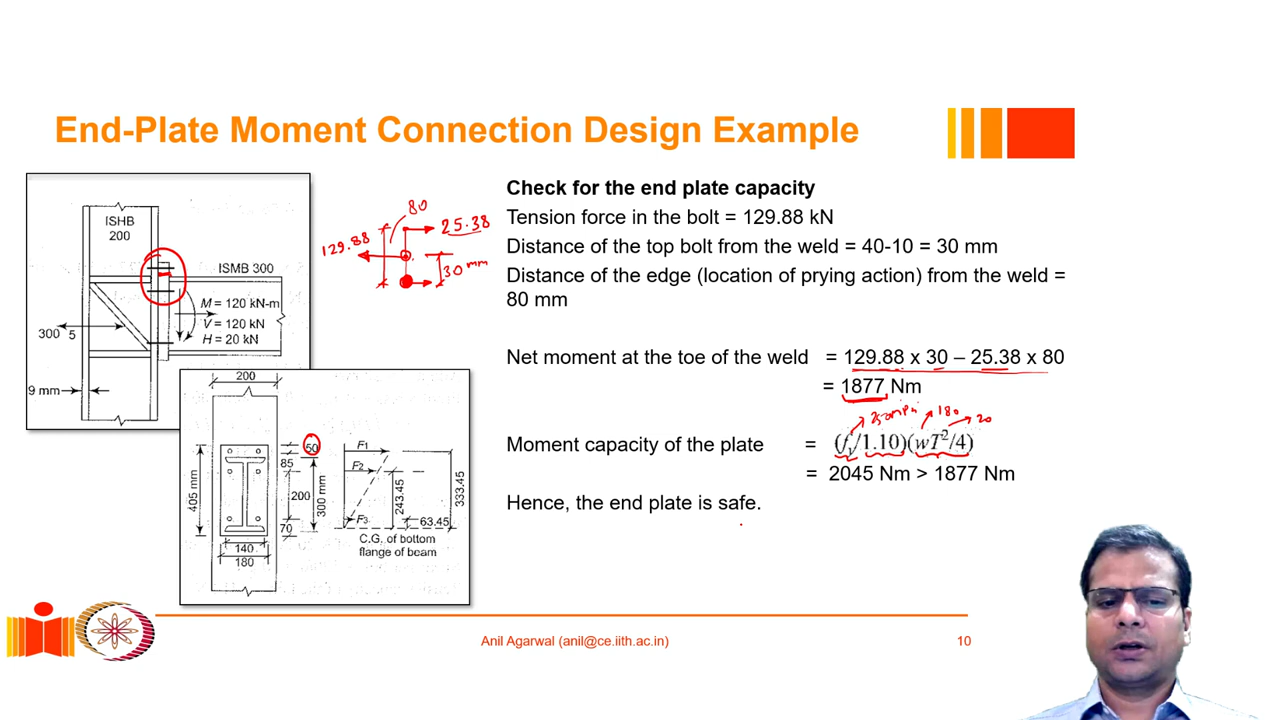 End-Plate Moment Connection Design Example
ISHB
200
ISMB 300
M = 120 kN-m
V = 120 kN
H = 20 kN
300 5
9 mm
200
50
85
405 mm
200
300 mm
70
140
180
F1
F2
F3
243.45
333.45
63.45
C.G. of bottom
flange of beam
80
129.88
25.38
30 mm
Check for the end plate capacity
Tension force in the bolt = 129.88 kN
Distance of the top bolt from the weld = 40-10 = 30 mm
Distance of the edge (location of prying action) from the weld =
80 mm
Net moment at the toe of the weld = 129.88 x 30 – 25.38 x 80
= 1877 Nm
180
20
Moment capacity of the plate = (fy/1.10)(wT²/4)
= 2045 Nm > 1877 Nm
Hence, the end plate is safe.
Anil Agarwal (anil@ce.iith.ac.in)
10